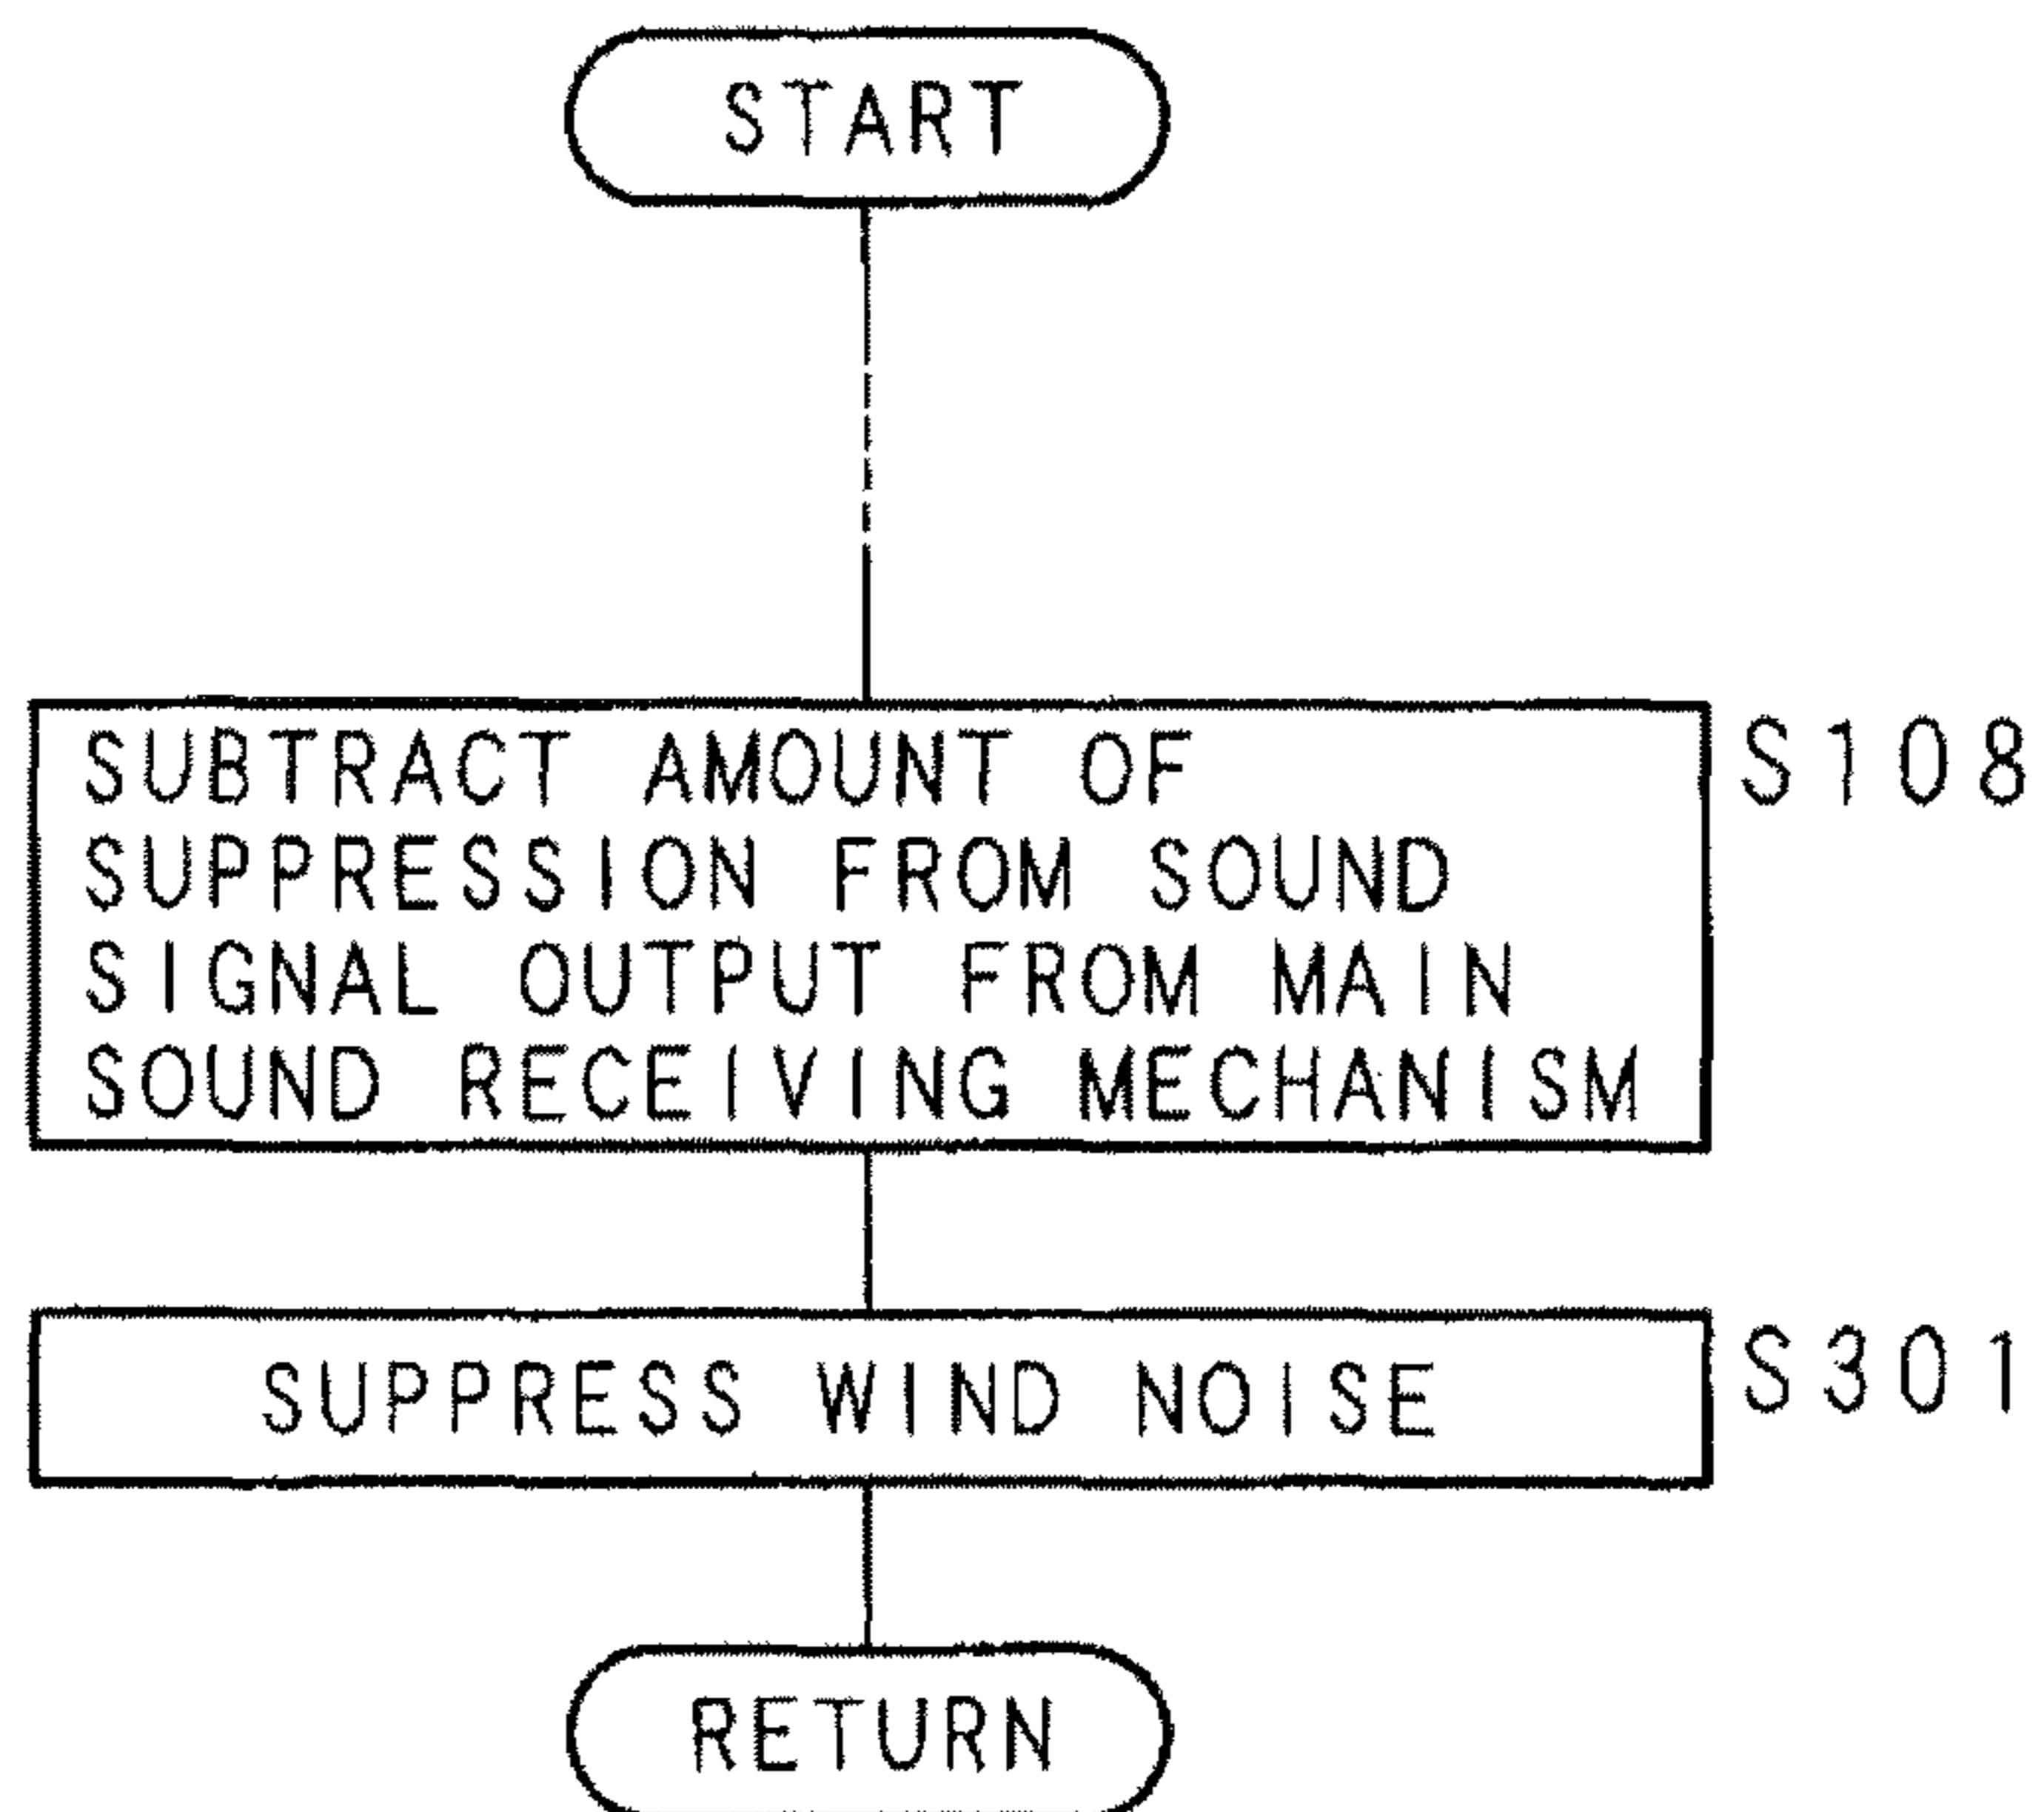 START
SUBTRACT AMOUNT OF
SUPPRESSION FROM SOUND
SIGNAL OUTPUT FROM MAIN
SOUND RECEIVING MECHANISM
S108
SUPPRESS WIND NOISE
S301
RETURN